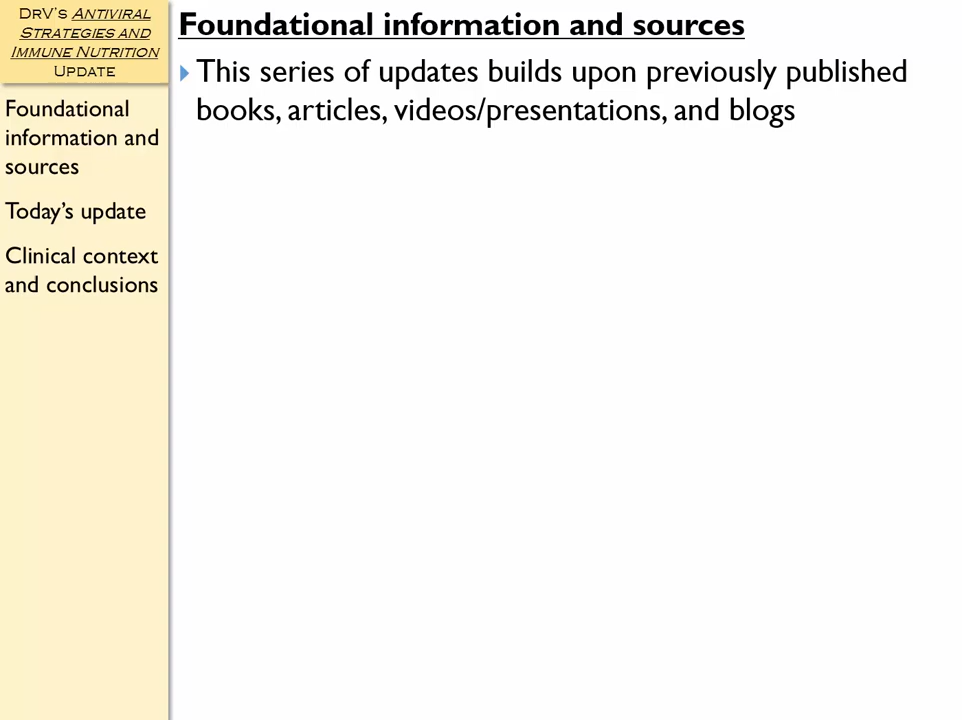 DrV's Antiviral
Strategies and
Immune Nutrition
Update
Foundational
information and
sources
Today's update
Clinical context
and conclusions
Foundational information and sources
This series of updates builds upon previously published
books, articles, videos/presentations, and blogs